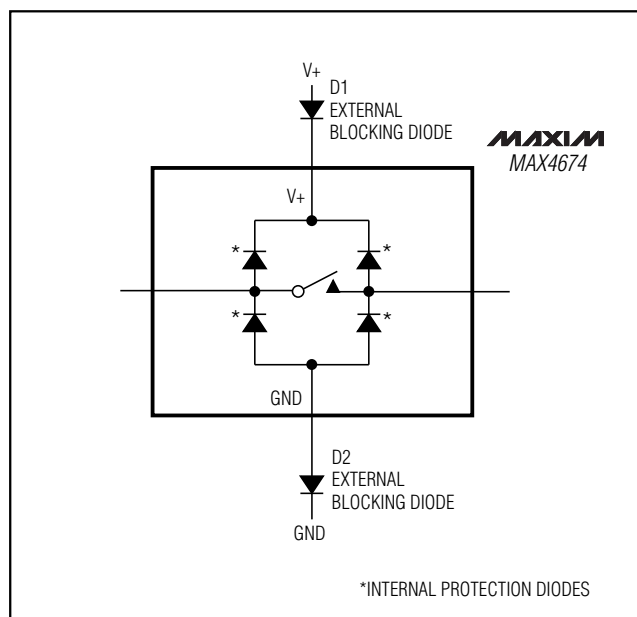 V+
D1
EXTERNAL
BLOCKING DIODE
MAXIM
MAX4674
V+
*
*
*
*
GND
D2
EXTERNAL
BLOCKING DIODE
GND
*INTERNAL PROTECTION DIODES